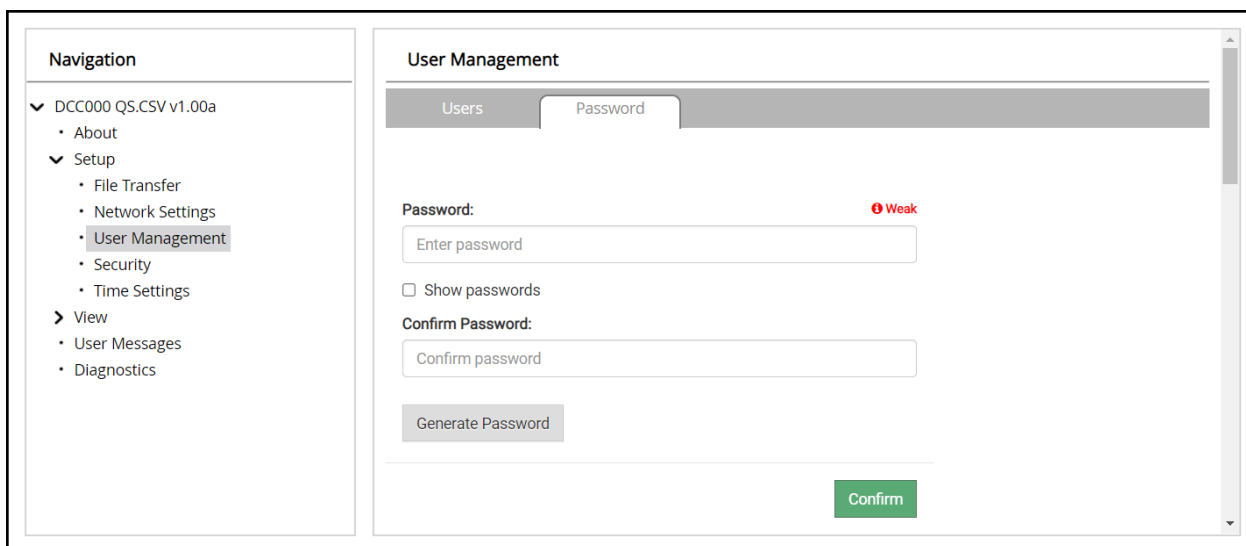 Navigation
DCC000 QS.CSV v1.00a
About
Setup
File Transfer
Network Settings
User Management
Security
Time Settings
View
User Messages
Diagnostics
User Management
Users Password
Password: Weak
Enter password
Show passwords
Confirm Password:
Confirm password
Generate Password
Confirm